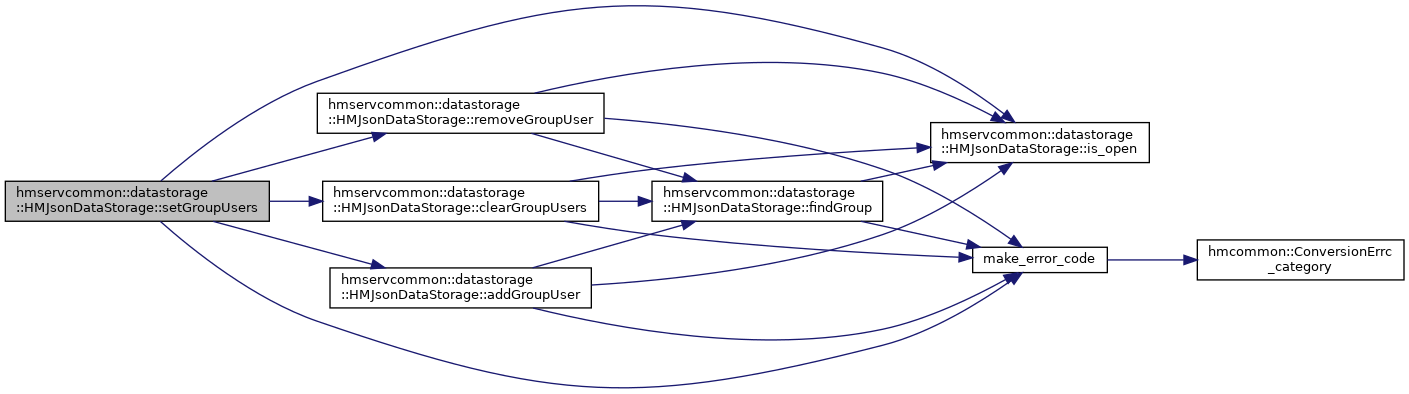 hmservcommon::datastorage
::HMJsonDataStorage::setGroupUsers
hmservcommon::datastorage
::HMJsonDataStorage::removeGroupUser
hmservcommon::datastorage
::HMJsonDataStorage::clearGroupUsers
hmservcommon::datastorage
::HMJsonDataStorage::addGroupUser
hmservcommon::datastorage
::HMJsonDataStorage::findGroup
hmservcommon::datastorage
::HMJsonDataStorage::is_open
make_error_code
hmcommon::ConversionErrc
_category